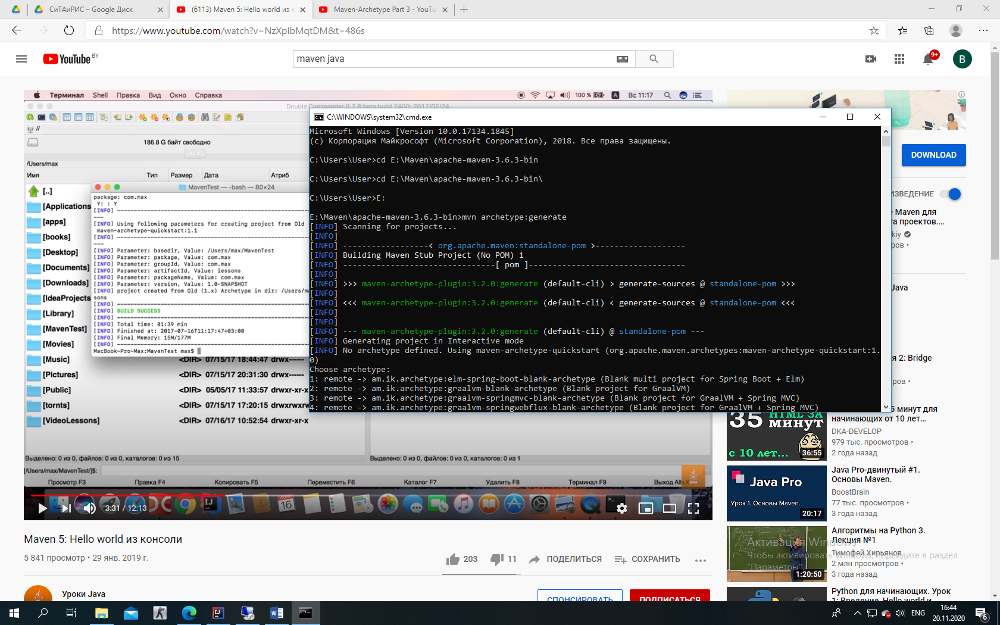 СиТАиРИС – Google Диск
(6113) Maven 5: Hello world из к
Maven-Archetype Part 3 - YouTu
https://www.youtube.com/watch?v=NzXpIbMqtDM&t=486s
YouTube BY
maven java
9+
B
Терминал Shell Правка Вид Окно Справка
100 % A Вс 11:17
Double Commander 0.7.8 beta build 7400; 2017/02/24
//
186.8 G байт свободно
/Users/max
Имя Тип Размер Дата Атриб
[..]
[Applications
[apps]
[books]
[Desktop]
[Documents]
[Downloads]
[IdeaProjects
[Library]
[MavenTest]
[Movies]
[Music] <DIR> 07/15/17 18:44:47 drwx------
[Pictures] <DIR> 07/15/17 20:31:30 drwx------
[Public] <DIR> 05/05/17 11:33:57 drwxr-xr-x
[tornts] <DIR> 07/15/17 17:20:15 drwxrwxrw
[VideoLessons] <DIR> 07/16/17 10:52:54 drwxr-xr-x
Выделено: 0 из 0, файлов: 0 из 0, каталогов: 0 из 15
Выделено: 0 из 0, файлов: 0 из 0, каталогов: 0 из 1
[/Users/max/MavenTest/]$:
Просмотр F3 Правка F4 Копировать F5 Переместить F6 Каталог F7 Удалить F8 Терминал F9 Выход Alt+X
MavenTest — -bash — 80×24
package: com.max
Y: : Y
[INFO] ----------------------------------------------------------
---
[INFO] Using following parameters for creating project from Old
maven-archetype-quickstart:1.1
[INFO] ----------------------------------------------------------
---
[INFO] Parameter: basedir, Value: /Users/max/MavenTest
[INFO] Parameter: package, Value: com.max
[INFO] Parameter: groupId, Value: com.max
[INFO] Parameter: artifactId, Value: lessons
[INFO] Parameter: packageName, Value: com.max
[INFO] Parameter: version, Value: 1.0-SNAPSHOT
[INFO] project created from Old (1.x) Archetype in dir: /Users/ma
sons
[INFO] ----------------------------------------------------------
[INFO] BUILD SUCCESS
[INFO] ----------------------------------------------------------
[INFO] Total time: 01:39 min
[INFO] Finished at: 2017-07-16T11:17:47+03:00
[INFO] Final Memory: 15M/177M
[INFO] ----------------------------------------------------------
MacBook-Pro-Max:MavenTest max$
C:\WINDOWS\system32\cmd.exe
Microsoft Windows [Version 10.0.17134.1845]
(c) Корпорация Майкрософт (Microsoft Corporation), 2018. Все права защищены.
C:\Users\User>cd E:\Maven\apache-maven-3.6.3-bin
C:\Users\User>cd E:\Maven\apache-maven-3.6.3-bin\
C:\Users\User>E:
E:\Maven\apache-maven-3.6.3-bin>mvn archetype:generate
[INFO] Scanning for projects...
[INFO]
[INFO] ------------------< org.apache.maven:standalone-pom >-------------------
[INFO] Building Maven Stub Project (No POM) 1
[INFO] --------------------------------[ pom ]---------------------------------
[INFO]
[INFO] >>> maven-archetype-plugin:3.2.0:generate (default-cli) > generate-sources @ standalone-pom >>>
[INFO]
[INFO] <<< maven-archetype-plugin:3.2.0:generate (default-cli) < generate-sources @ standalone-pom <<<
[INFO]
[INFO]
[INFO] --- maven-archetype-plugin:3.2.0:generate (default-cli) @ standalone-pom ---
[INFO] Generating project in Interactive mode
[INFO] No archetype defined. Using maven-archetype-quickstart (org.apache.maven.archetypes:maven-archetype-quickstart:1.
0)
Choose archetype:
1: remote -> am.ik.archetype:elm-spring-boot-blank-archetype (Blank multi project for Spring Boot + Elm)
2: remote -> am.ik.archetype:graalvm-blank-archetype (Blank project for GraalVM)
3: remote -> am.ik.archetype:graalvm-springmvc-blank-archetype (Blank project for GraalVM + Spring MVC)
4: remote -> am.ik.archetype:graalvm-springwebflux-blank-archetype (Blank project for GraalVM + Spring MVC)
ИЮЛ
16
Java
3:31 / 12:13
Maven 5: Hello world из консоли
5 841 просмотр • 29 янв. 2019 г.
203 11 ПОДЕЛИТЬСЯ СОХРАНИТЬ
Уроки Java
СПОНСИРОВАТЬ ПОДПИСАТЬСЯ
DOWNLOAD
ИЗВЕДЕНИЕ
e Maven для
va проектов....
kiy
ров •
Java
я 2: Bridge
ров •
5 минут для
начинающих от 10 лет...
DKA-DEVELOP
979 тыс. просмотров •
2 года назад
35 HTML ЗА
минут
с 10 лет...
36:55
Java Pro
Урок 1. Основы Maven.
20:17
Java Pro-двинутый #1.
Основы Maven.
BoostBrain
77 тыс. просмотров •
3 года назад
1:20:50
Алгоритмы на Python 3.
Лекция №1
Тимофей Хирьянов
2 млн просмотров •
3 года назад
Активация Windows
Чтобы активировать Windows, перейдите в раздел
"Параметры".
Python для начинающих. Урок
1: Введение, Hello world и
ENG
16:44
20.11.2020
6